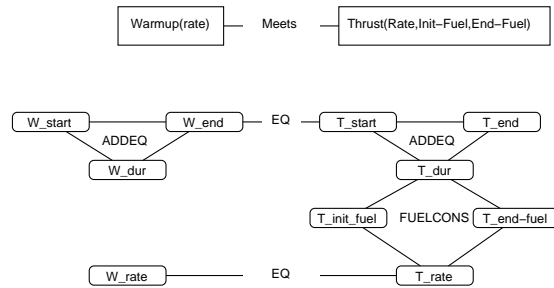 Warmup(rate) Meets Thrust(Rate,Init−Fuel,End−Fuel)
W_start W_end EQ T_start T_end
ADDEQ ADDEQ
W_dur T_dur
T_init_fuel FUELCONS T_end−fuel
W_rate EQ T_rate